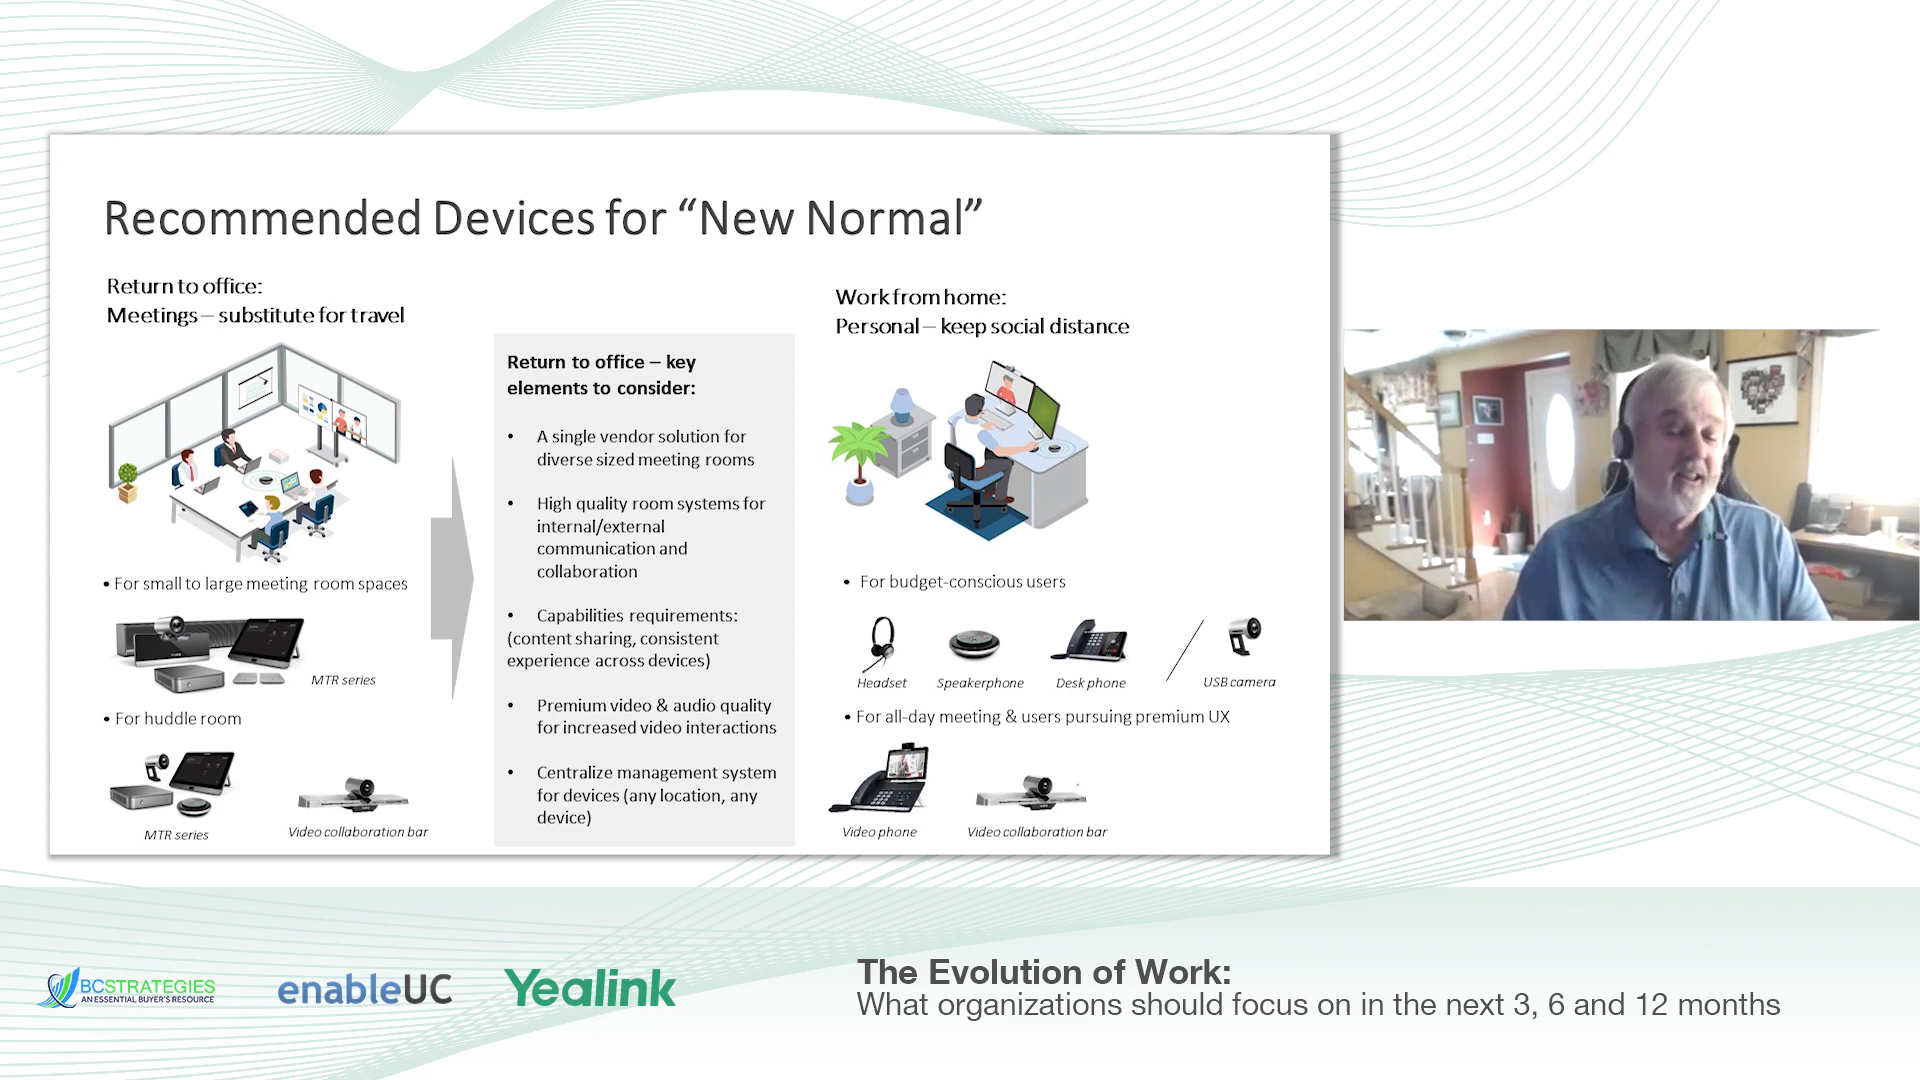 Recommended Devices for “New Normal”
Return to office:
Meetings – substitute for travel
• For small to large meeting room spaces
MTR series
• For huddle room
MTR series
Video collaboration bar
Return to office – key
elements to consider:
• A single vendor solution for
diverse sized meeting rooms
• High quality room systems for
internal/external
communication and
collaboration
• Capabilities requirements:
(content sharing, consistent
experience across devices)
• Premium video & audio quality
for increased video interactions
• Centralize management system
for devices (any location, any
device)
Work from home:
Personal – keep social distance
• For budget-conscious users
Headset
Speakerphone
Desk phone
USB camera
• For all-day meeting & users pursuing premium UX
Video phone
Video collaboration bar
BCSTRATEGIES
AN ESSENTIAL BUYER'S RESOURCE
enableUC
Yealink
The Evolution of Work:
What organizations should focus on in the next 3, 6 and 12 months